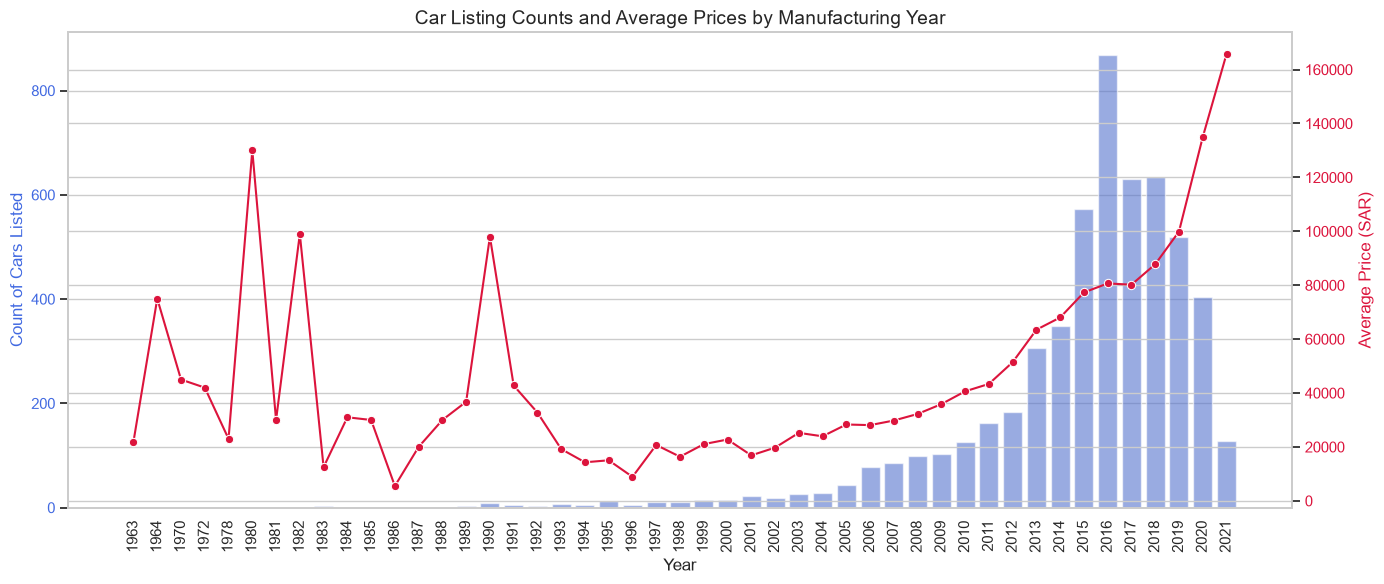 Car Listing Counts and Average Prices by Manufacturing Year
Count of Cars Listed
800
600
400
200
0
160000
140000
120000
100000
80000
60000
40000
20000
0
Average Price (SAR)
1963 1964 1970 1972 1978 1980 1981 1982 1983 1984 1985 1986 1987 1988 1989 1990 1991 1992 1993 1994 1995 1996 1997 1998 1999 2000 2001 2002 2003 2004 2005 2006 2007 2008 2009 2010 2011 2012 2013 2014 2015 2016 2017 2018 2019 2020 2021
Year